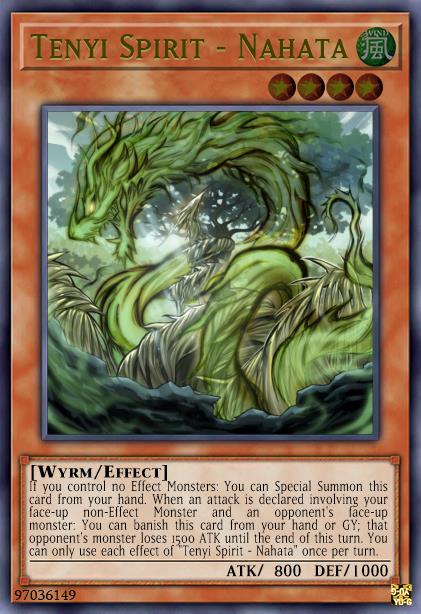 TENYI SPIRIT - NAHATA
WIND
風
[WYRM/EFFECT]
If you control no Effect Monsters: You can Special Summon this
card from your hand. When an attack is declared involving your
face-up non-Effect Monster and an opponent's face-up
monster: You can banish this card from your hand or GY; that
opponent's monster loses 1500 ATK until the end of this turn. You
can only use each effect of "Tenyi Spirit - Nahata" once per turn.
ATK/ 800 DEF/1000
97036149